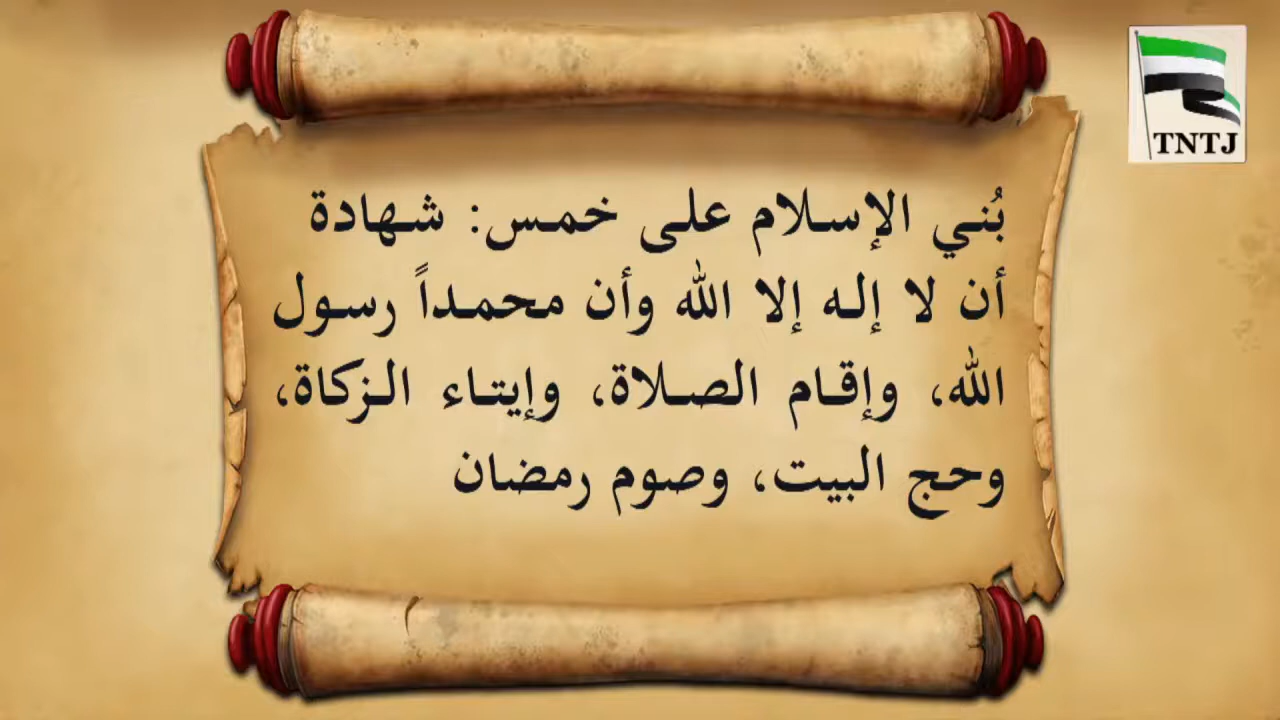 TNTJ
بُني الإسلام على خمس: شهادة
أن لا إله إلا الله وأن محمداً رسول
الله، وإقام الصلاة، وإيتاء الزكاة،
وحج البيت، وصوم رمضان